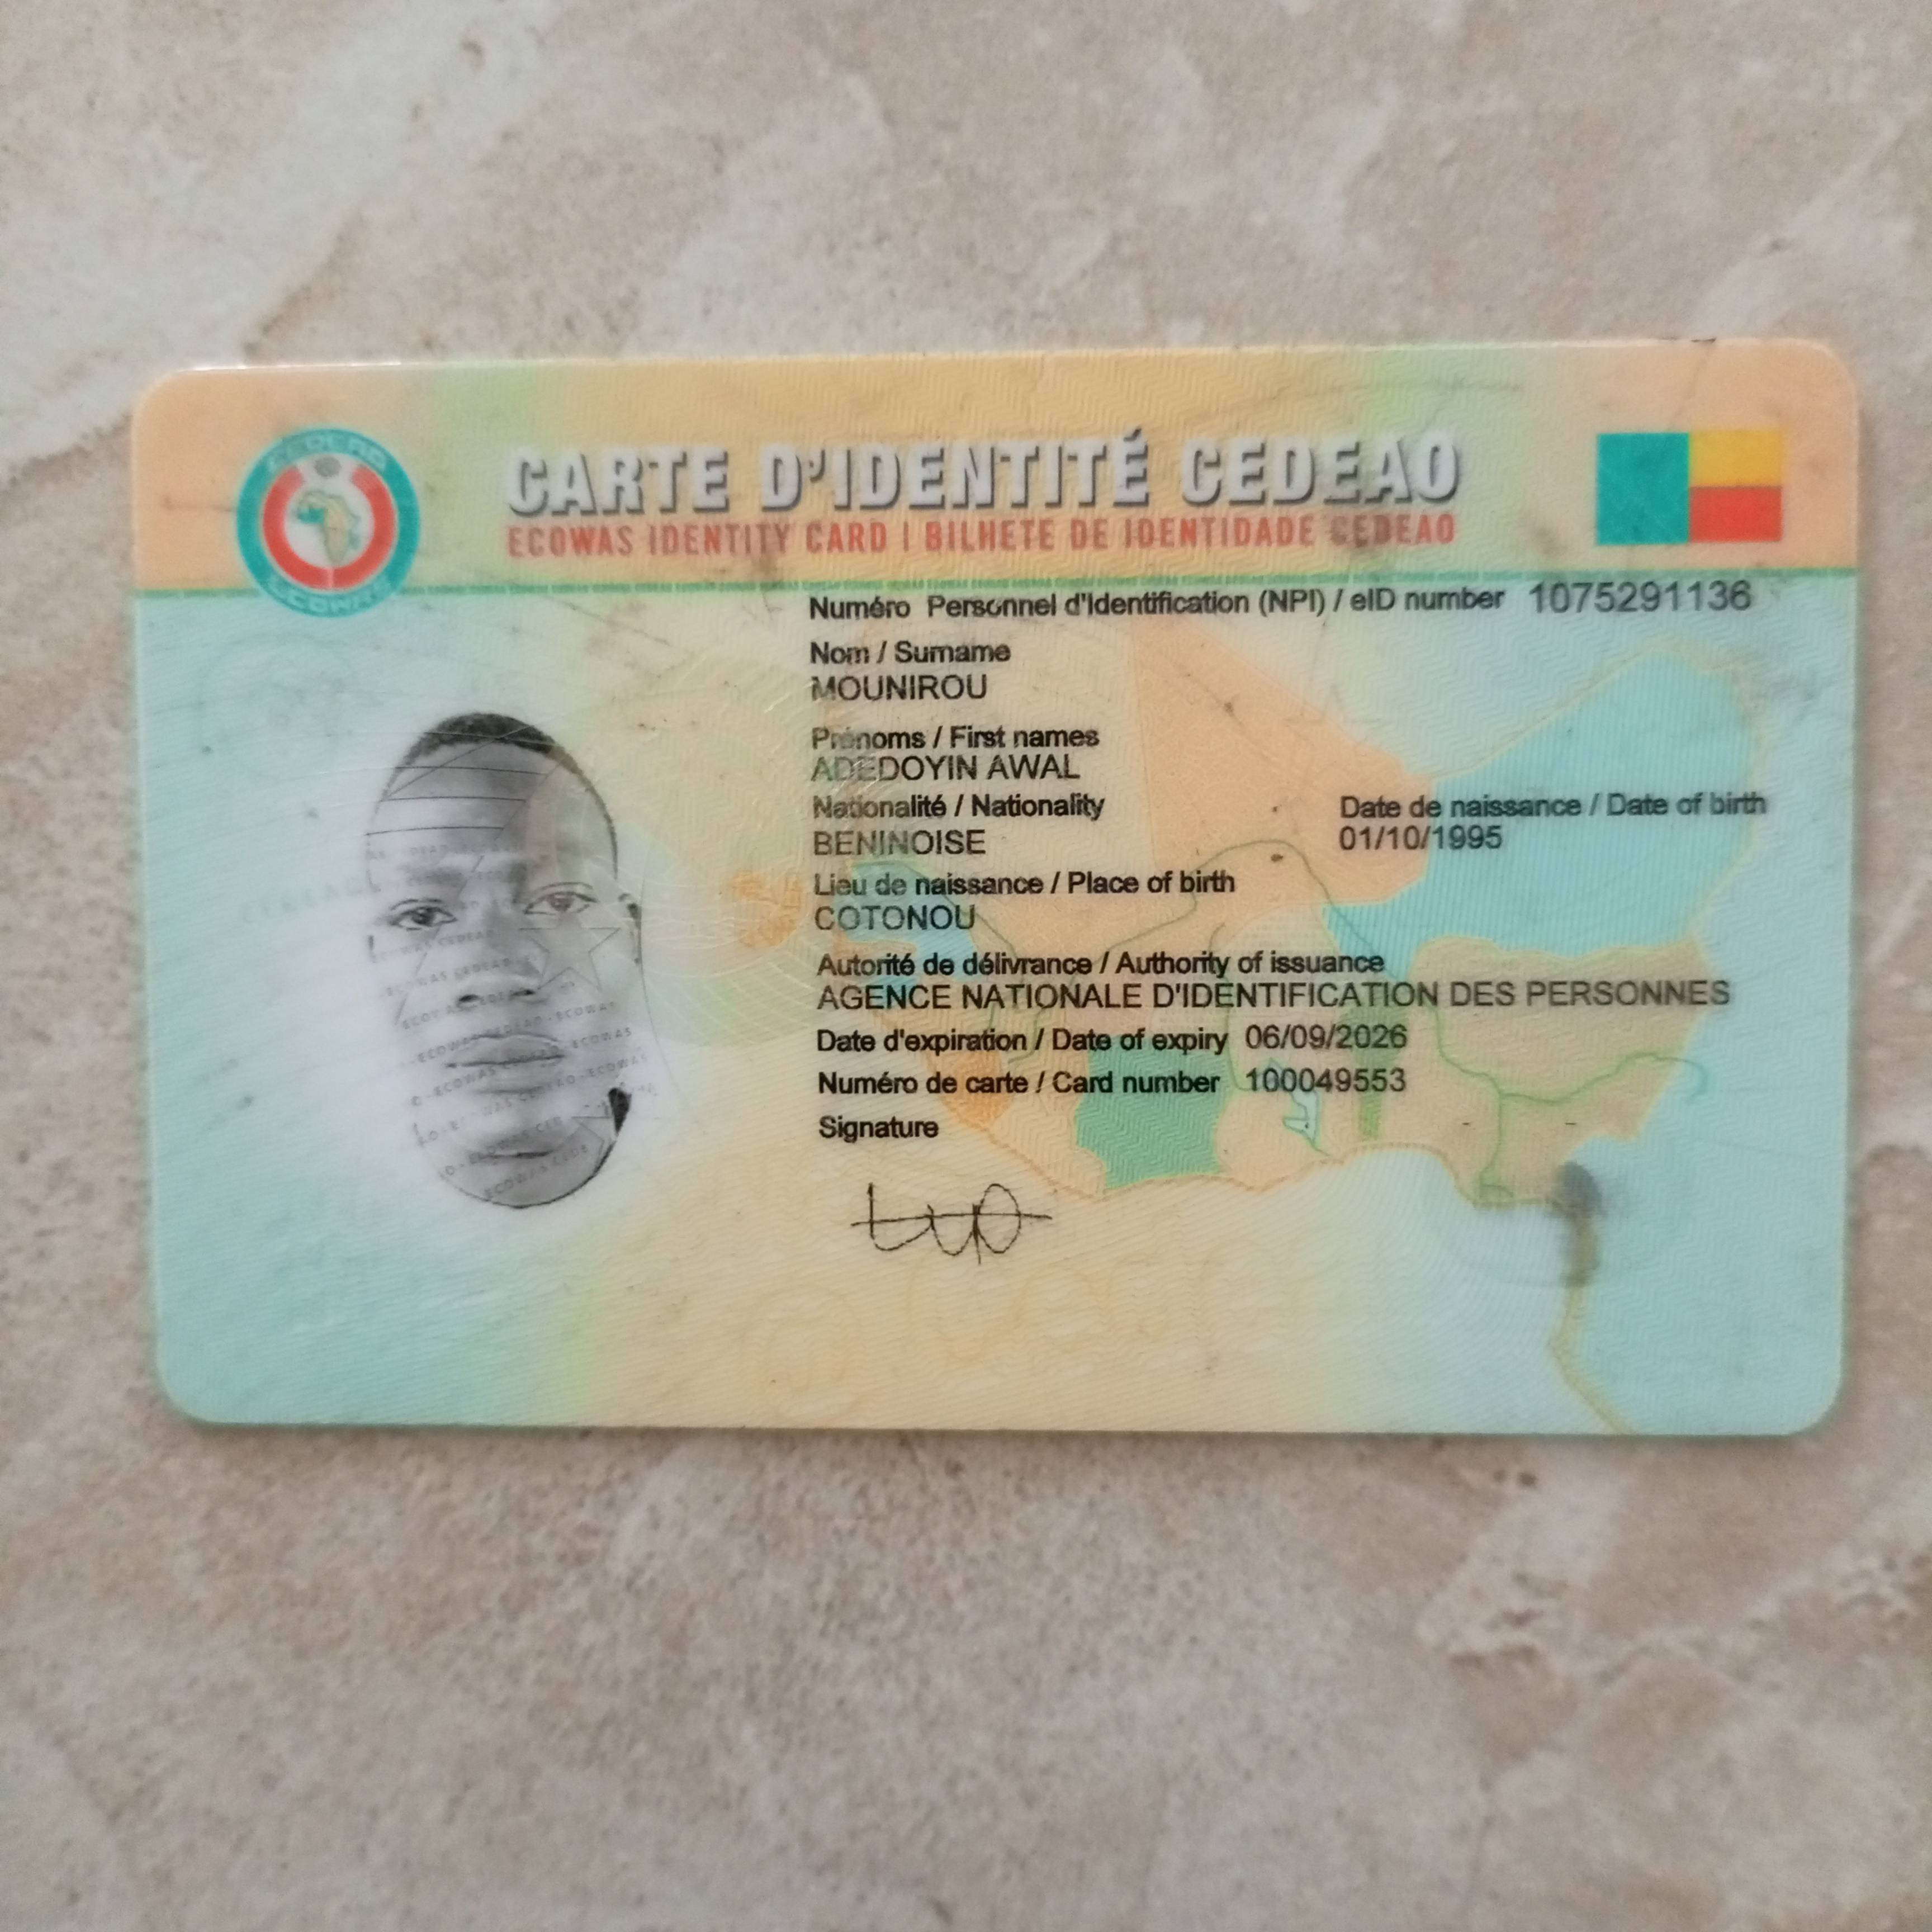 CEDEAO
ECOWAS
CARTE D'IDENTITÉ CEDEAO
ECOWAS IDENTITY CARD | BILHETE DE IDENTIDADE CEDEAO
Numéro Personnel d'Identification (NPI) / eID number 1075291136
Nom / Surname
MOUNIROU
Prénoms / First names
ADEDOYIN AWAL
Nationalité / Nationality
BENINOISE
Date de naissance / Date of birth
01/10/1995
Lieu de naissance / Place of birth
COTONOU
Autorité de délivrance / Authority of issuance
AGENCE NATIONALE D'IDENTIFICATION DES PERSONNES
Date d'expiration / Date of expiry 06/09/2026
Numéro de carte / Card number 100049553
Signature